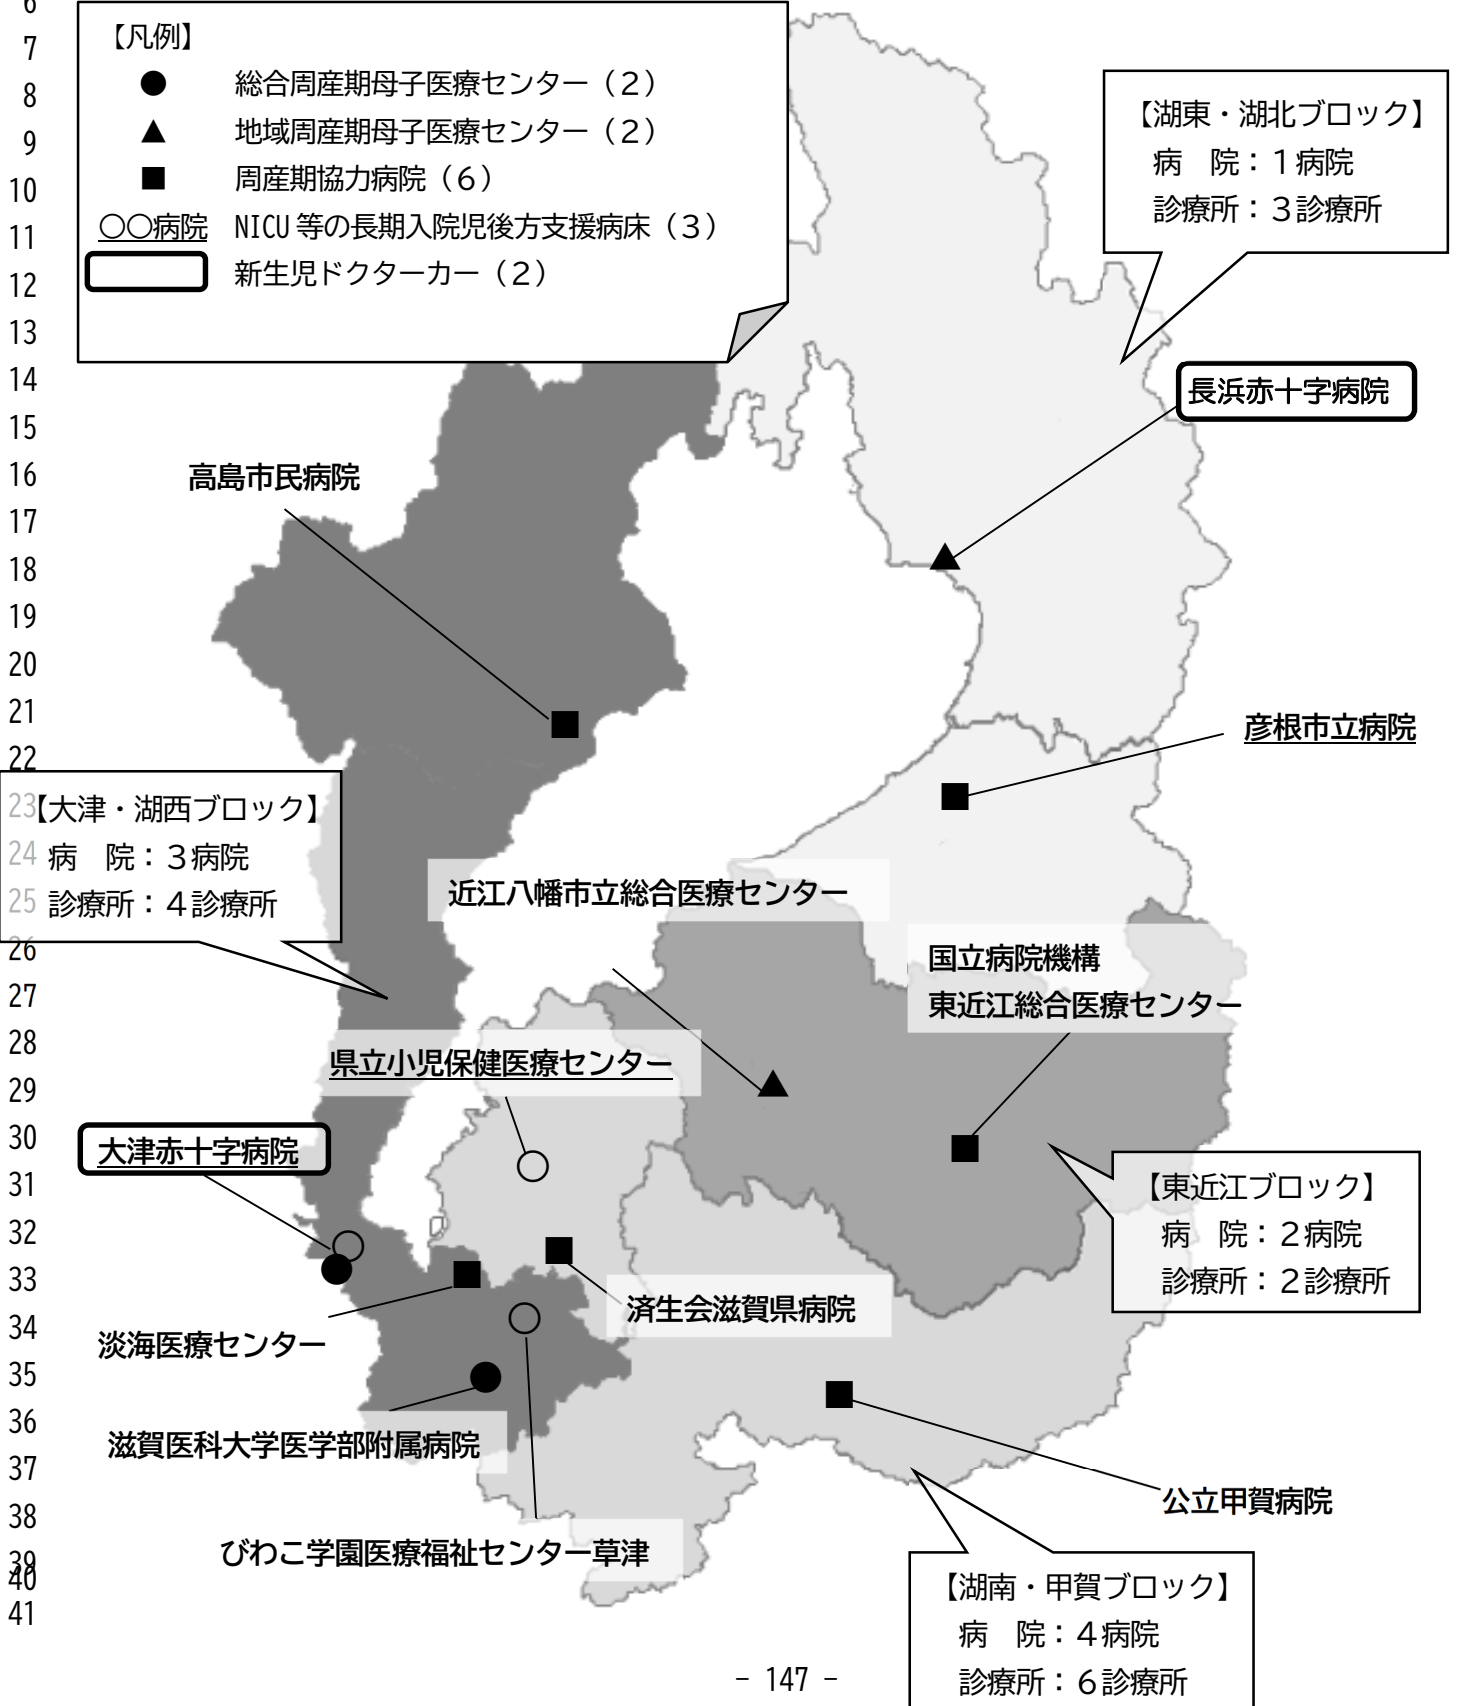 6
7
8
9
10
11
12
13
14
15
16
17
18
19
20
21
22
23
24
25
26
27
28
29
30
31
32
33
34
35
36
37
38
39
40
41
【凡例】
● 総合周産期母子医療センター（２）
▲ 地域周産期母子医療センター（２）
■ 周産期協力病院（６）
○○病院 NICU 等の長期入院児後方支援病床（３）
新生児ドクターカー（２）
【湖東・湖北ブロック】
病　院：１病院
診療所：３診療所
長浜赤十字病院
高島市民病院
彦根市立病院
【大津・湖西ブロック】
病　院：３病院
診療所：４診療所
近江八幡市立総合医療センター
国立病院機構
東近江総合医療センター
県立小児保健医療センター
大津赤十字病院
【東近江ブロック】
病　院：２病院
診療所：２診療所
済生会滋賀県病院
淡海医療センター
滋賀医科大学医学部附属病院
公立甲賀病院
びわこ学園医療福祉センター草津
【湖南・甲賀ブロック】
病　院：４病院
診療所：６診療所
- 147 -